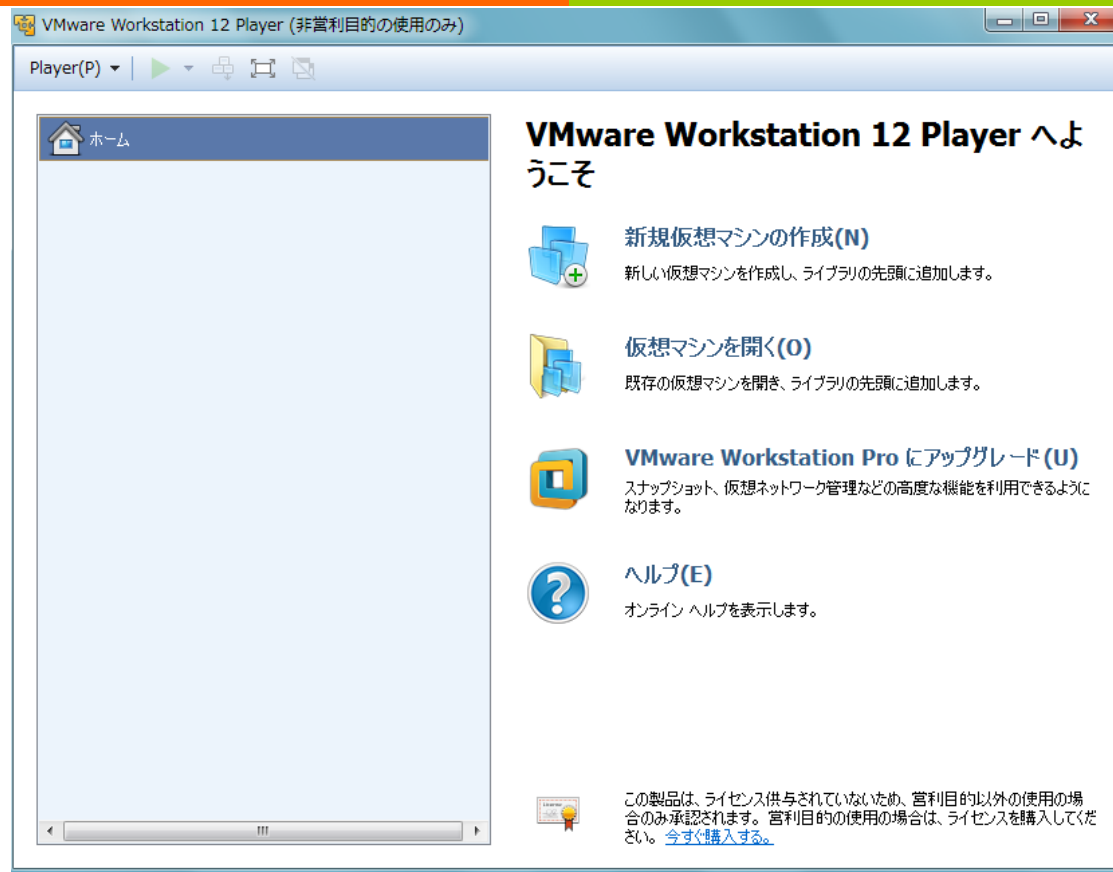 VMware Workstation 12 Player (非営利目的の使用のみ)
Player(P)
ホーム
VMware Workstation 12 Player へよ
うこそ
新規仮想マシンの作成(N)
新しい仮想マシンを作成し、ライブラリの先頭に追加します。
仮想マシンを開く(O)
既存の仮想マシンを開き、ライブラリの先頭に追加します。
VMware Workstation Pro にアップグレード(U)
スナップショット、仮想ネットワーク管理などの高度な機能を利用できるように
なります。
ヘルプ(E)
オンライン ヘルプを表示します。
この製品は、ライセンス供与されていないため、営利目的以外の使用の場
合のみ承認されます。営利目的の使用の場合は、ライセンスを購入してくだ
さい。 今すぐ購入する。